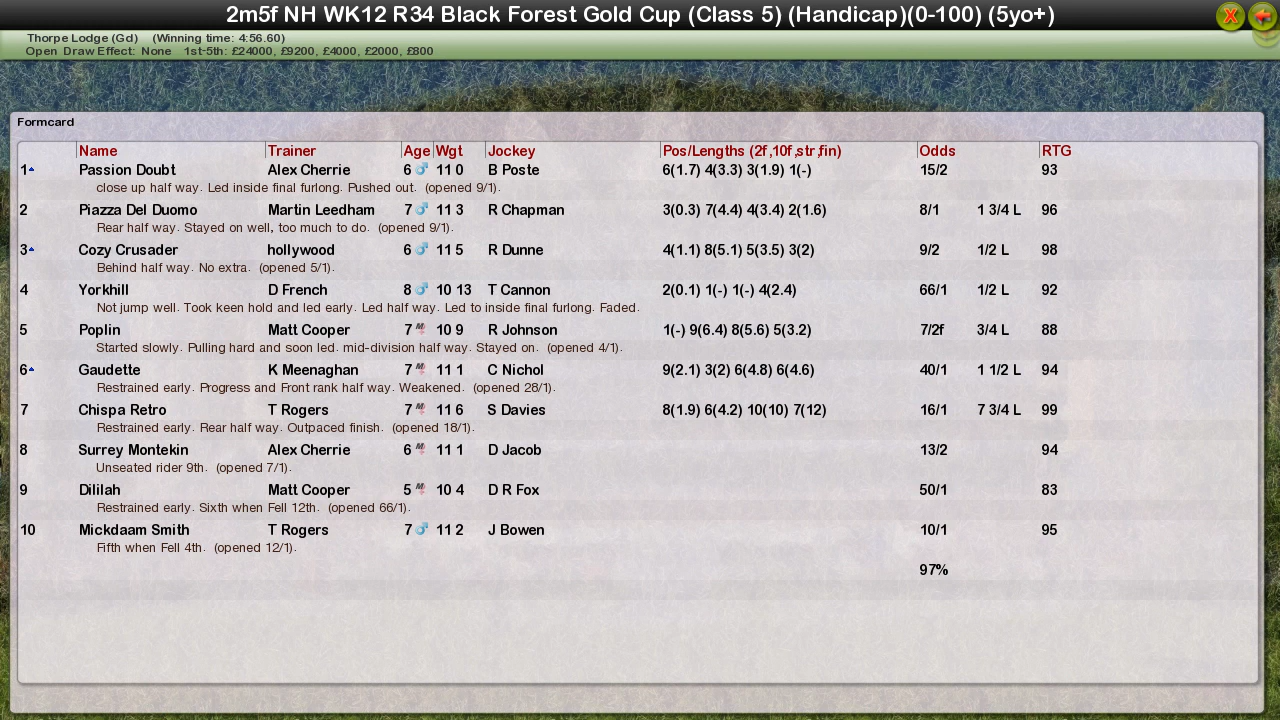 2m5f NH WK12 R34 Black Forest Gold Cup (Class 5) (Handicap)(0-100) (5yo+)
Thorpe Lodge (Gd) (Winning time: 4:56.60)
Open Draw Effect: None 1st-5th: £24000, £9200, £4000, £2000, £800
Formcard
Name Trainer Age Wgt Jockey Pos/Lengths (2f,10f,str,fin) Odds RTG
1 Passion Doubt Alex Cherrie 6 11 0 B Poste 6(1.7) 4(3.3) 3(1.9) 1(-) 15/2 93
close up half way. Led inside final furlong. Pushed out. (opened 9/1).
2 Piazza Del Duomo Martin Leedham 7 11 3 R Chapman 3(0.3) 7(4.4) 4(3.4) 2(1.6) 8/1 1 3/4 L 96
Rear half way. Stayed on well, too much to do. (opened 9/1).
3 Cozy Crusader hollywood 6 11 5 R Dunne 4(1.1) 8(5.1) 5(3.5) 3(2) 9/2 1/2 L 98
Behind half way. No extra. (opened 5/1).
4 Yorkhill D French 8 10 13 T Cannon 2(0.1) 1(-) 1(-) 4(2.4) 66/1 1/2 L 92
Not jump well. Took keen hold and led early. Led half way. Led to inside final furlong. Faded.
5 Poplin Matt Cooper 7 M 10 9 R Johnson 1(-) 9(6.4) 8(5.6) 5(3.2) 7/2f 3/4 L 88
Started slowly. Pulling hard and soon led. mid-division half way. Stayed on. (opened 4/1).
6 Gaudette K Meenaghan 7 M 11 1 C Nichol 9(2.1) 3(2) 6(4.8) 6(4.6) 40/1 1 1/2 L 94
Restrained early. Progress and Front rank half way. Weakened. (opened 28/1).
7 Chispa Retro T Rogers 7 M 11 6 S Davies 8(1.9) 6(4.2) 10(10) 7(12) 16/1 7 3/4 L 99
Restrained early. Rear half way. Outpaced finish. (opened 18/1).
8 Surrey Montekin Alex Cherrie 6 M 11 1 D Jacob 13/2 94
Unseated rider 9th. (opened 7/1).
9 Dililah Matt Cooper 5 M 10 4 D R Fox 50/1 83
Restrained early. Sixth when Fell 12th. (opened 66/1).
10 Mickdaam Smith T Rogers 7 11 2 J Bowen 10/1 95
Fifth when Fell 4th. (opened 12/1).
97%